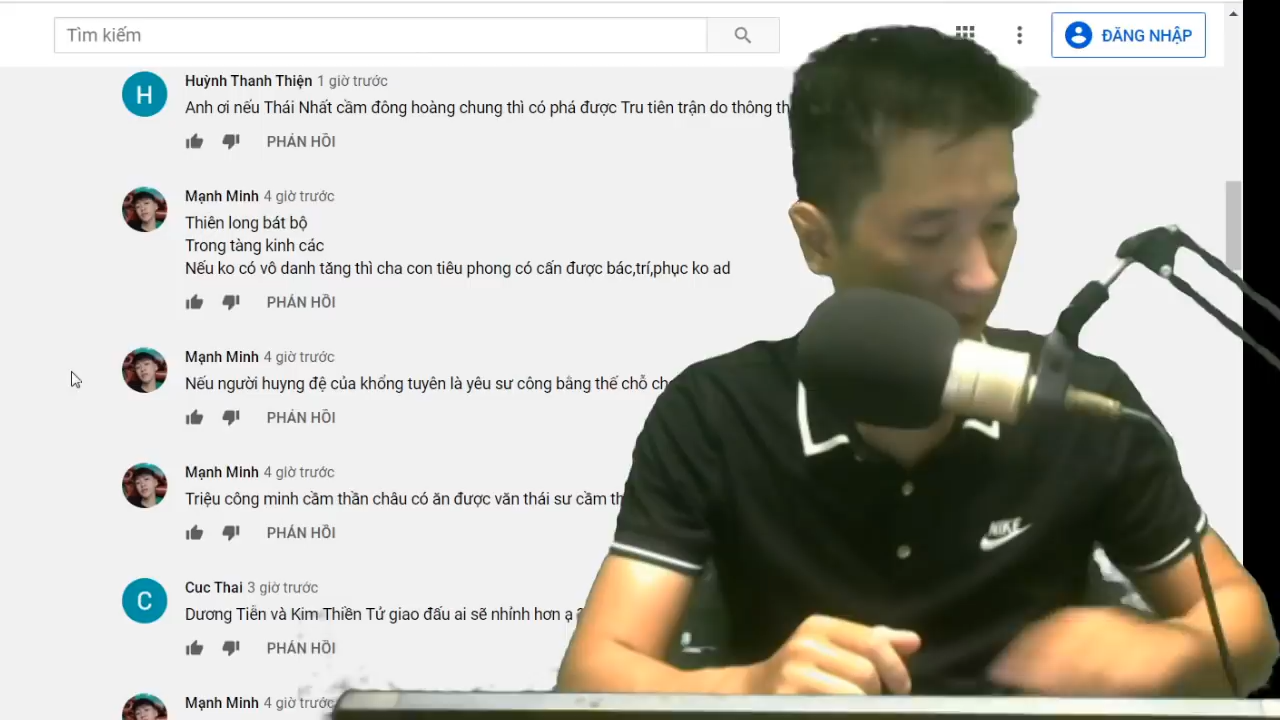 Tìm kiếm
ĐĂNG NHẬP
H
Huỳnh Thanh Thiện 1 giờ trước
Anh ơi nếu Thái Nhất cầm đông hoàng chung thì có phá được Tru tiên trận do thông th
PHẢN HỒI
Mạnh Minh 4 giờ trước
Thiên long bát bộ
Trong tàng kinh các
Nếu ko có vô danh tăng thì cha con tiêu phong có cấn được bác,trí,phục ko ad
PHẢN HỒI
Mạnh Minh 4 giờ trước
Nếu người huyng đệ của khổng tuyên là yêu sư công bằng thế chỗ
PHẢN HỒI
Mạnh Minh 4 giờ trước
Triệu công minh cầm thần châu có ăn được văn thái sư cầm
PHẢN HỒI
C
Cuc Thai 3 giờ trước
Dương Tiễn và Kim Thiền Tử giao đấu ai sẽ nhỉnh hơn ạ
PHẢN HỒI
Mạnh Minh 4 giờ trước
NIKE